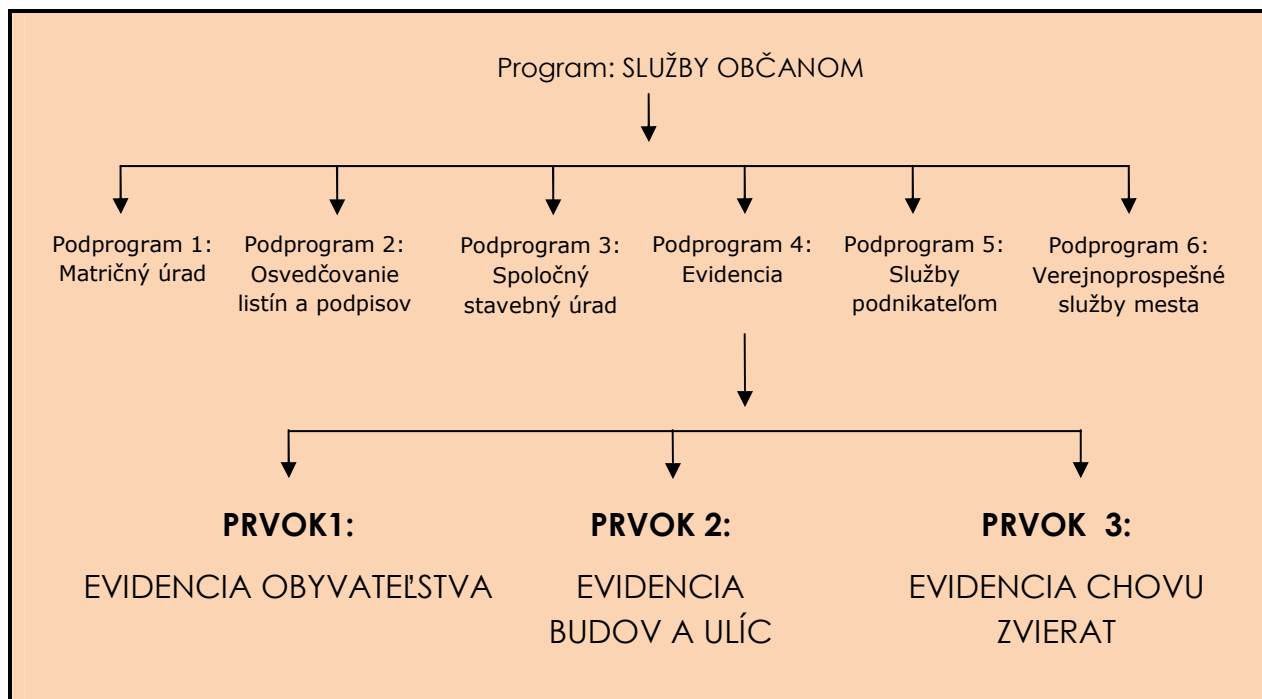 Program: SLUŽBY OBČANOM
Podprogram 1:
Matričný úrad
Podprogram 2:
Osvedčovanie
listín a podpisov
Podprogram 3:
Spoločný
stavebný úrad
Podprogram 4:
Evidencia
Podprogram 5:
Služby
podnikateľom
Podprogram 6:
Verejnoprospešné
služby mesta
PRVOK1:
EVIDENCIA OBYVATEĽSTVA
PRVOK 2:
EVIDENCIA
BUDOV A ULÍC
PRVOK 3:
EVIDENCIA CHOVU
ZVIERAT